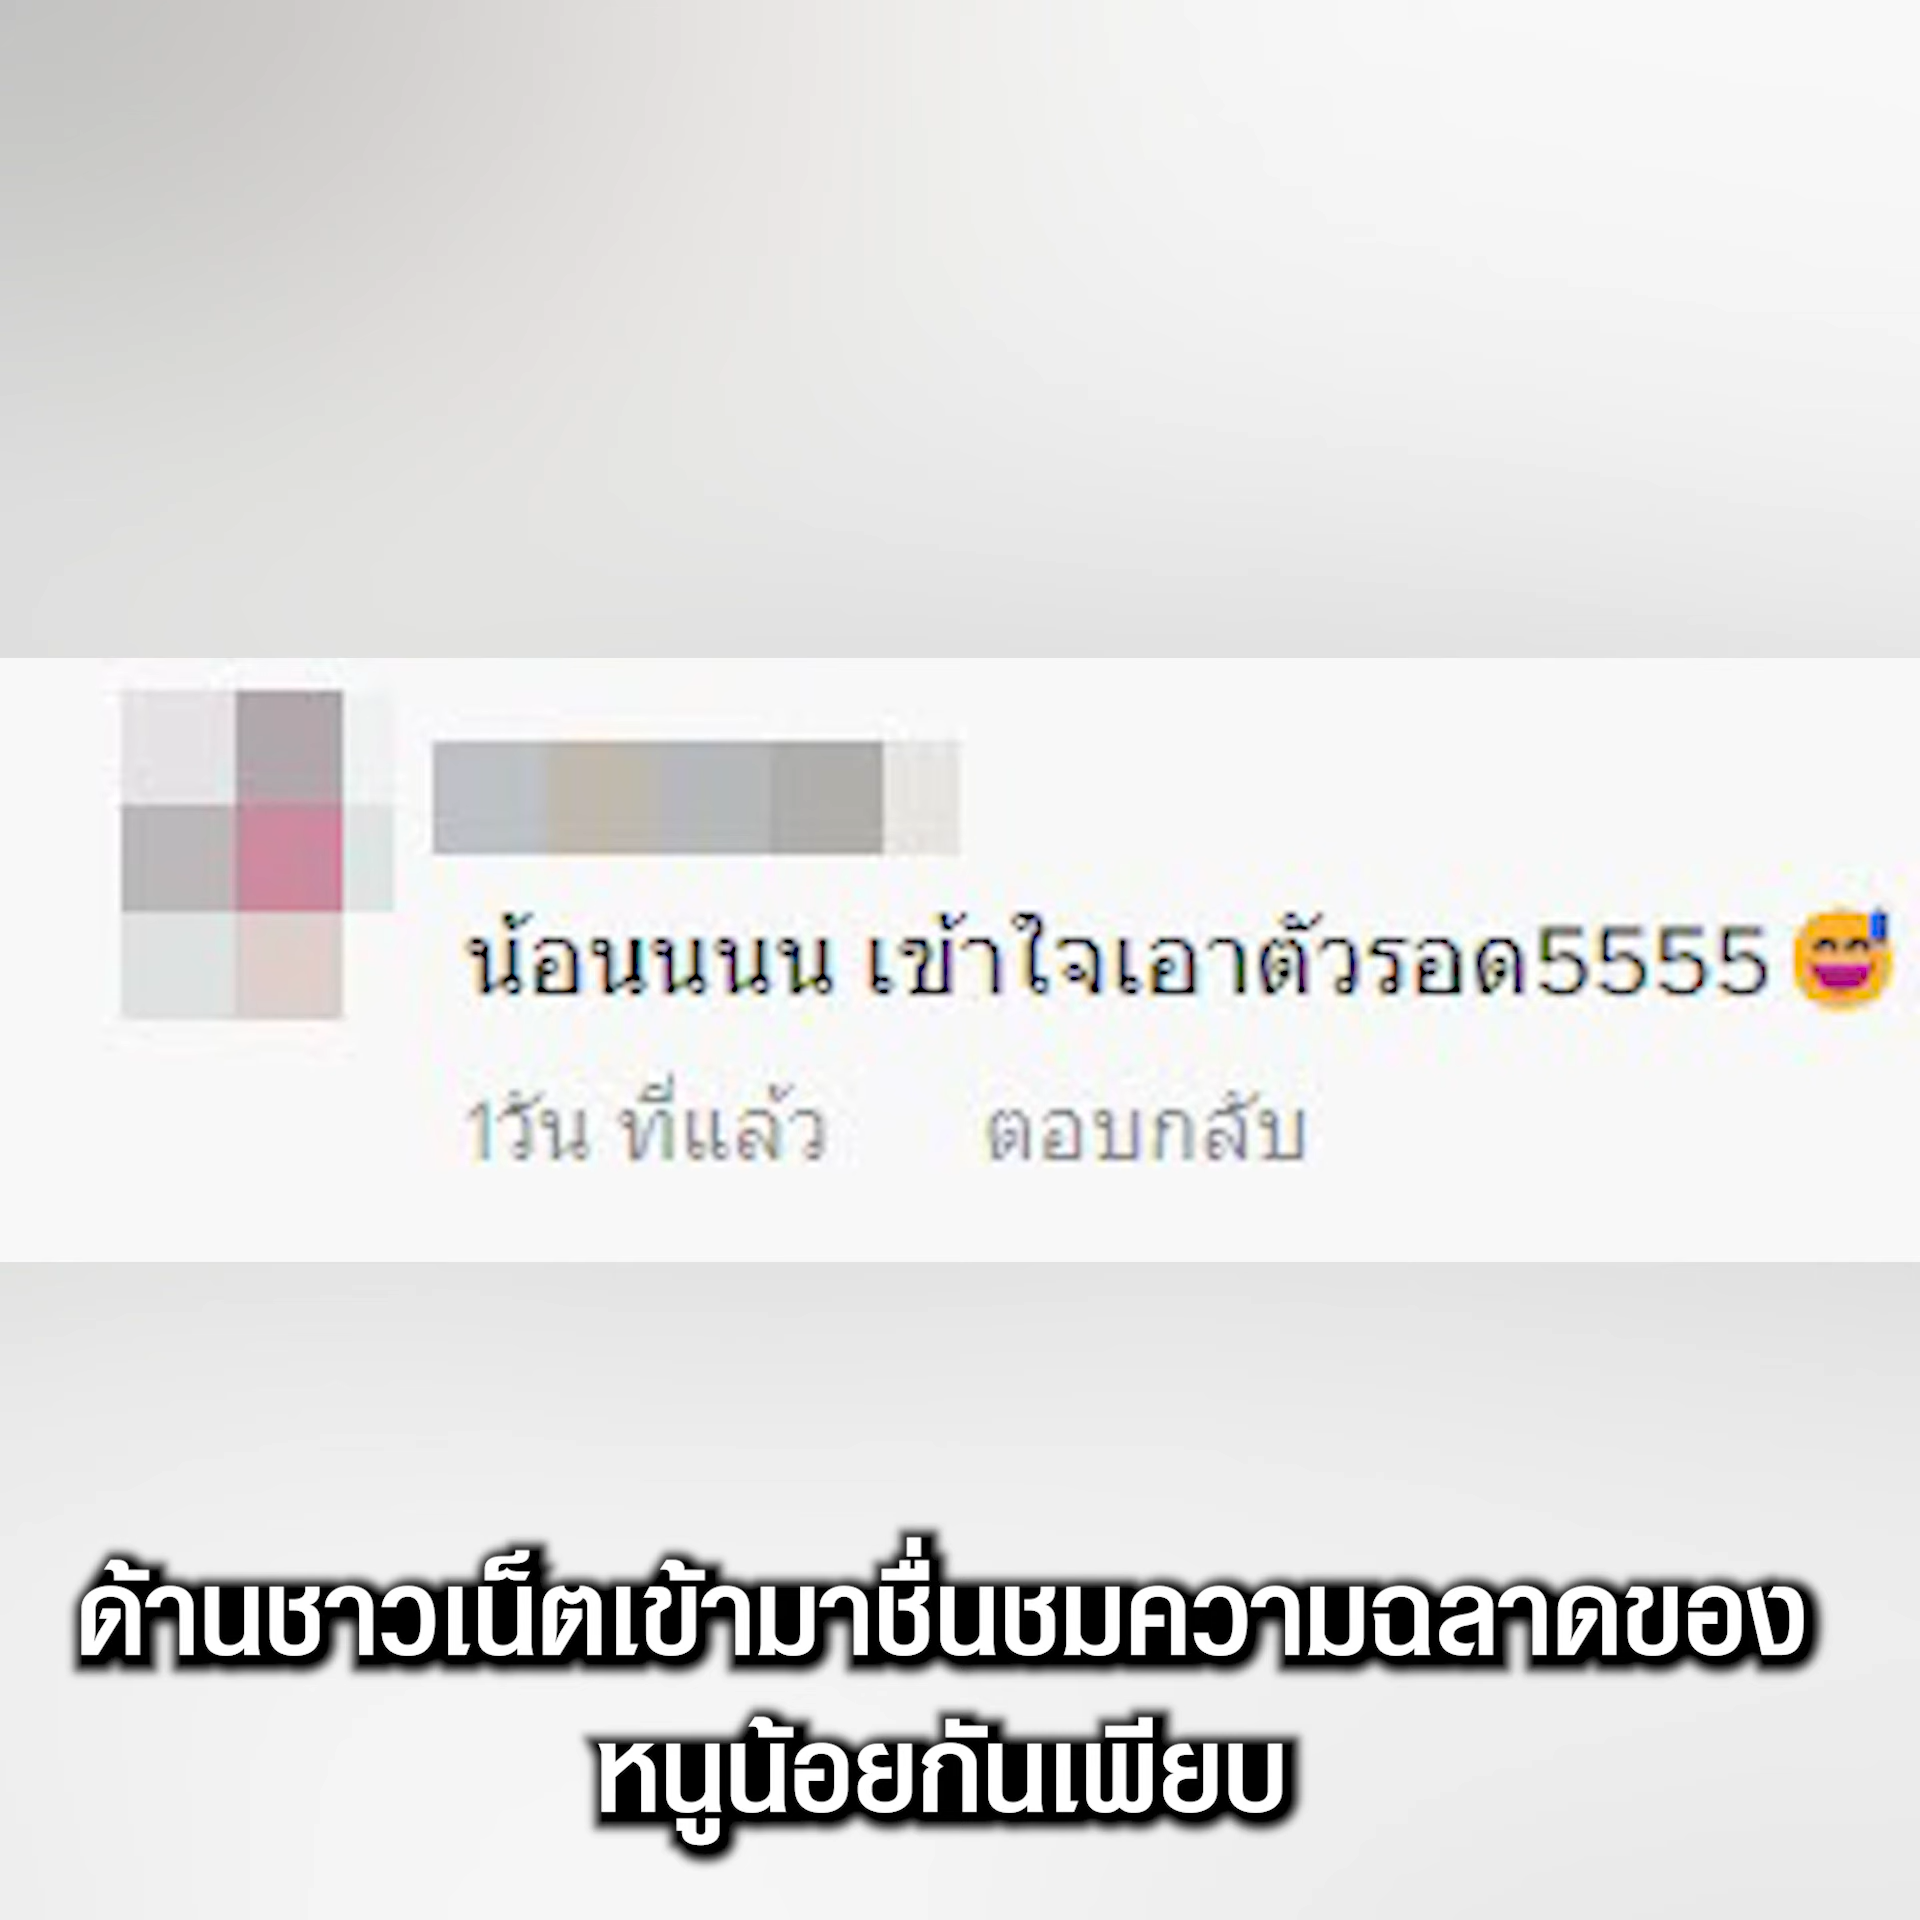 น้อนนนน เข้าใจเอาตัวรอด5555😅
1วัน ที่แล้ว ตอบกลับ
ด้านชาวเน็ตเข้ามาชื่นชมความฉลาดของ
หนูน้อยกันเพียบ